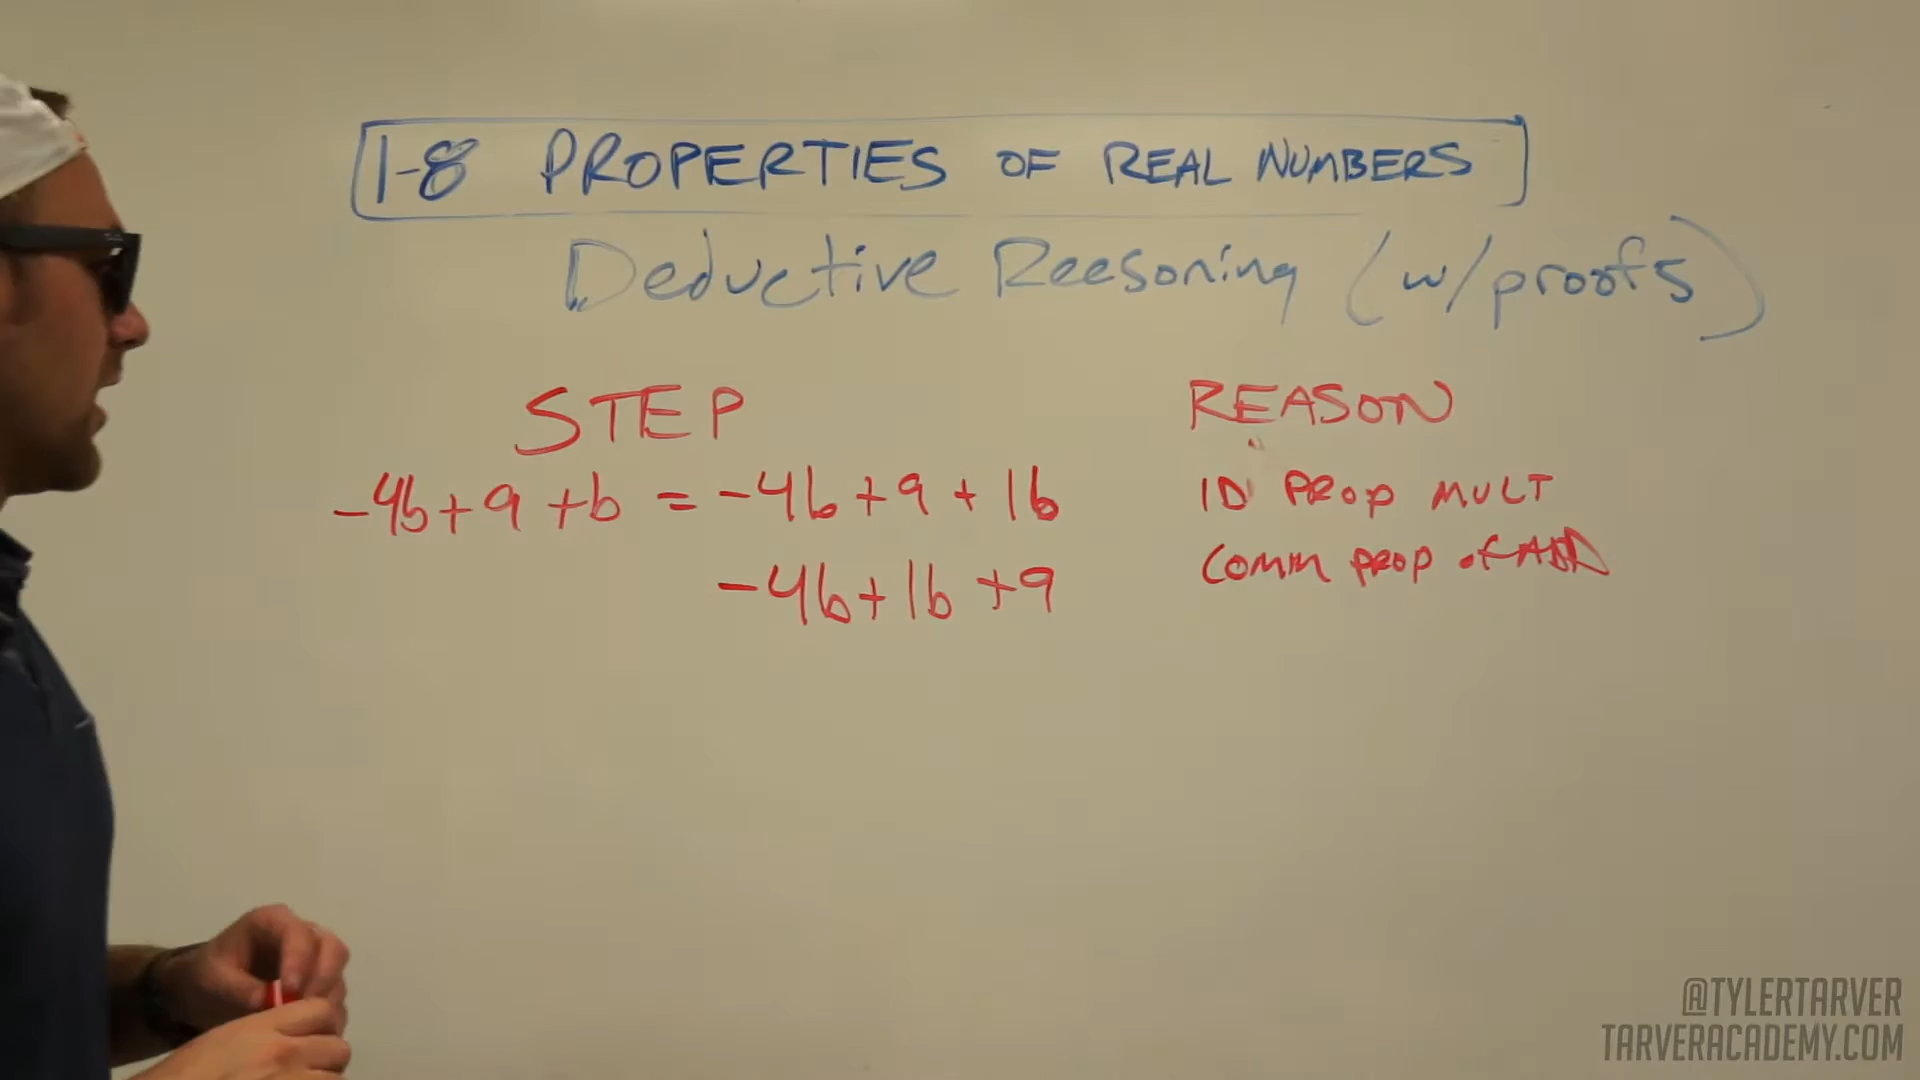 1-8 PROPERTIES OF REAL NUMBERS
Deductive Reesoning (w/proofs)
STEP REASON
-4b+9+b = -4b+9+1b ID PROP MULT
-4b+1b+9 COMM PROP of ADD
@TYLERTARVER
TARVERACADEMY.COM